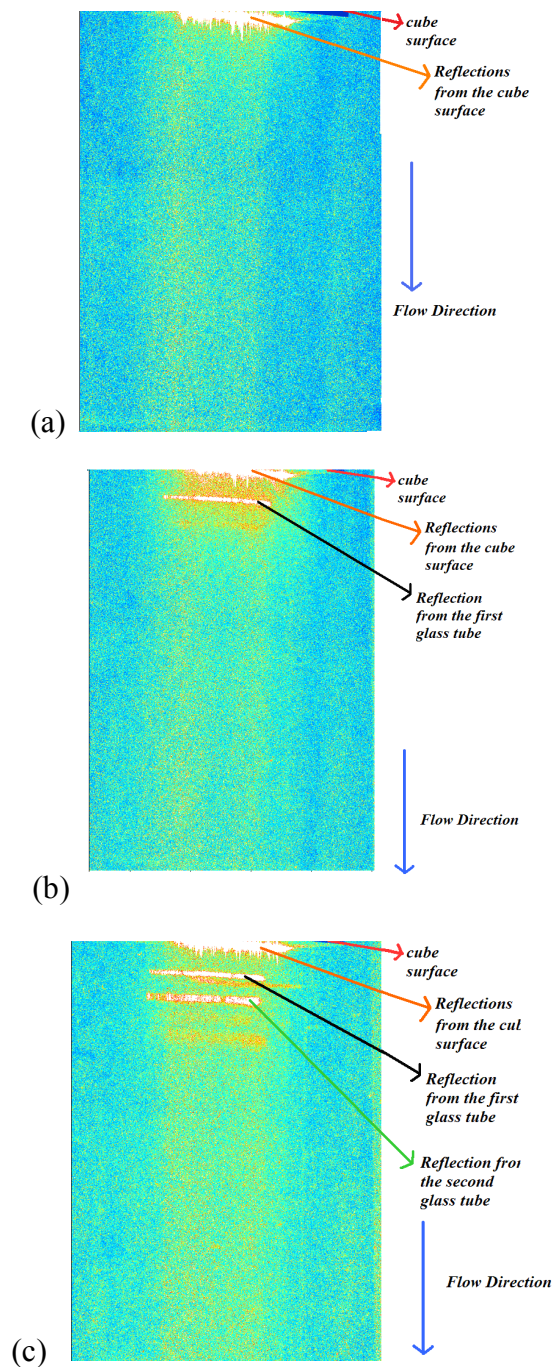 cube
surface
Reflections
from the cube
surface
Flow Direction
(a)
cube
surface
Reflections
from the cube
surface
Reflection
from the first
glass tube
Flow Direction
(b)
cube
surface
Reflections
from the cul
surface
Reflection
from the first
glass tube
Reflection fron
the second
glass tube
Flow Direction
(c)